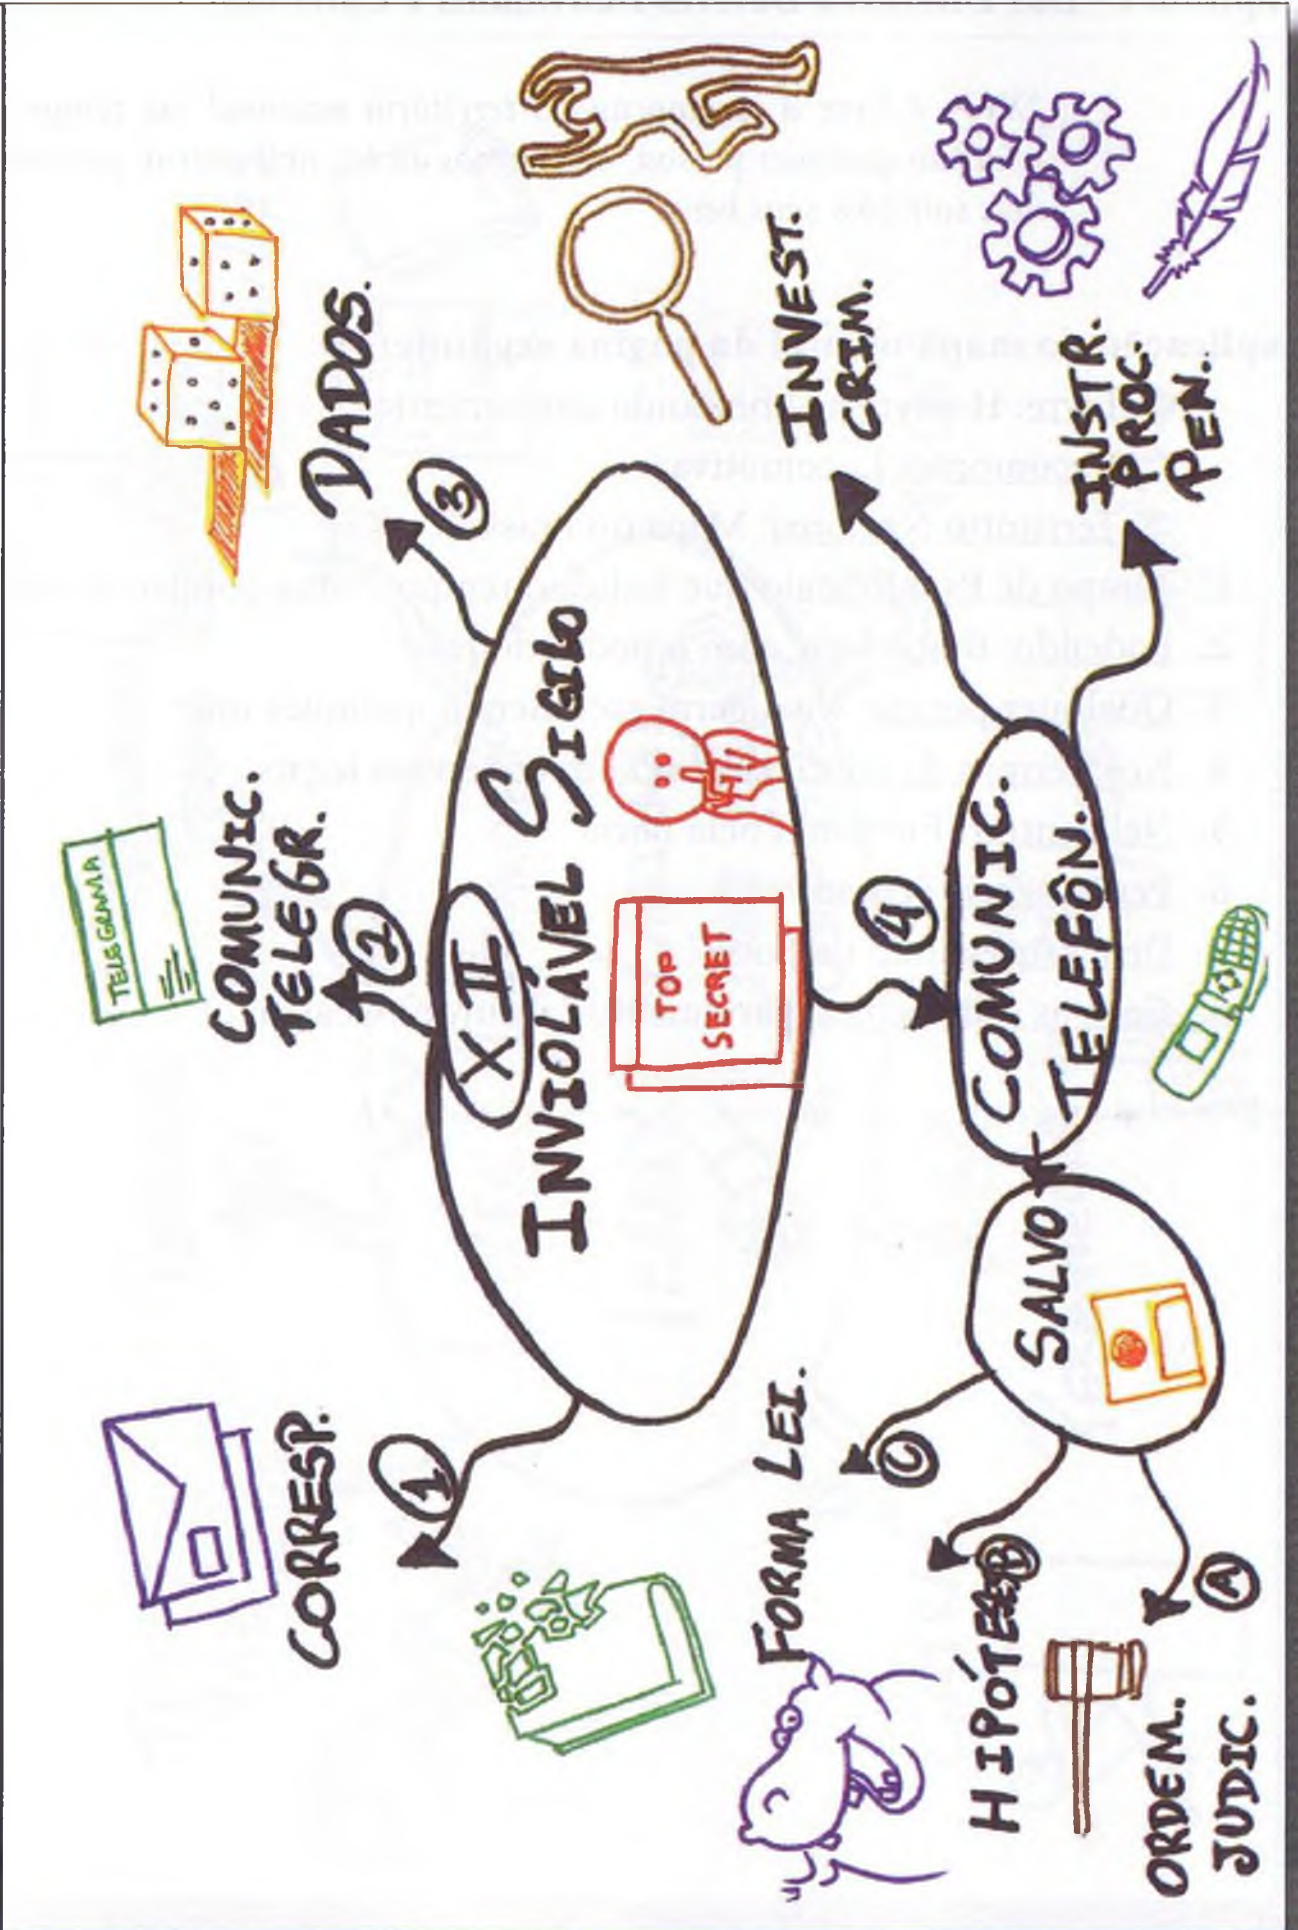 XII
INVIOLÁVEL SIGILO
TOP
SECRET
1
CORRESP.
2
COMUNIC.
TELEGR.
TELEGRAMA
3
DADOS.
4
COMUNIC.
TELEFÔN.
INVEST.
CRIM.
INSTR.
PROC.
PEN.
SALVO
A
ORDEM.
JUDIC.
B
HIPÓTESE
C
FORMA LEI.